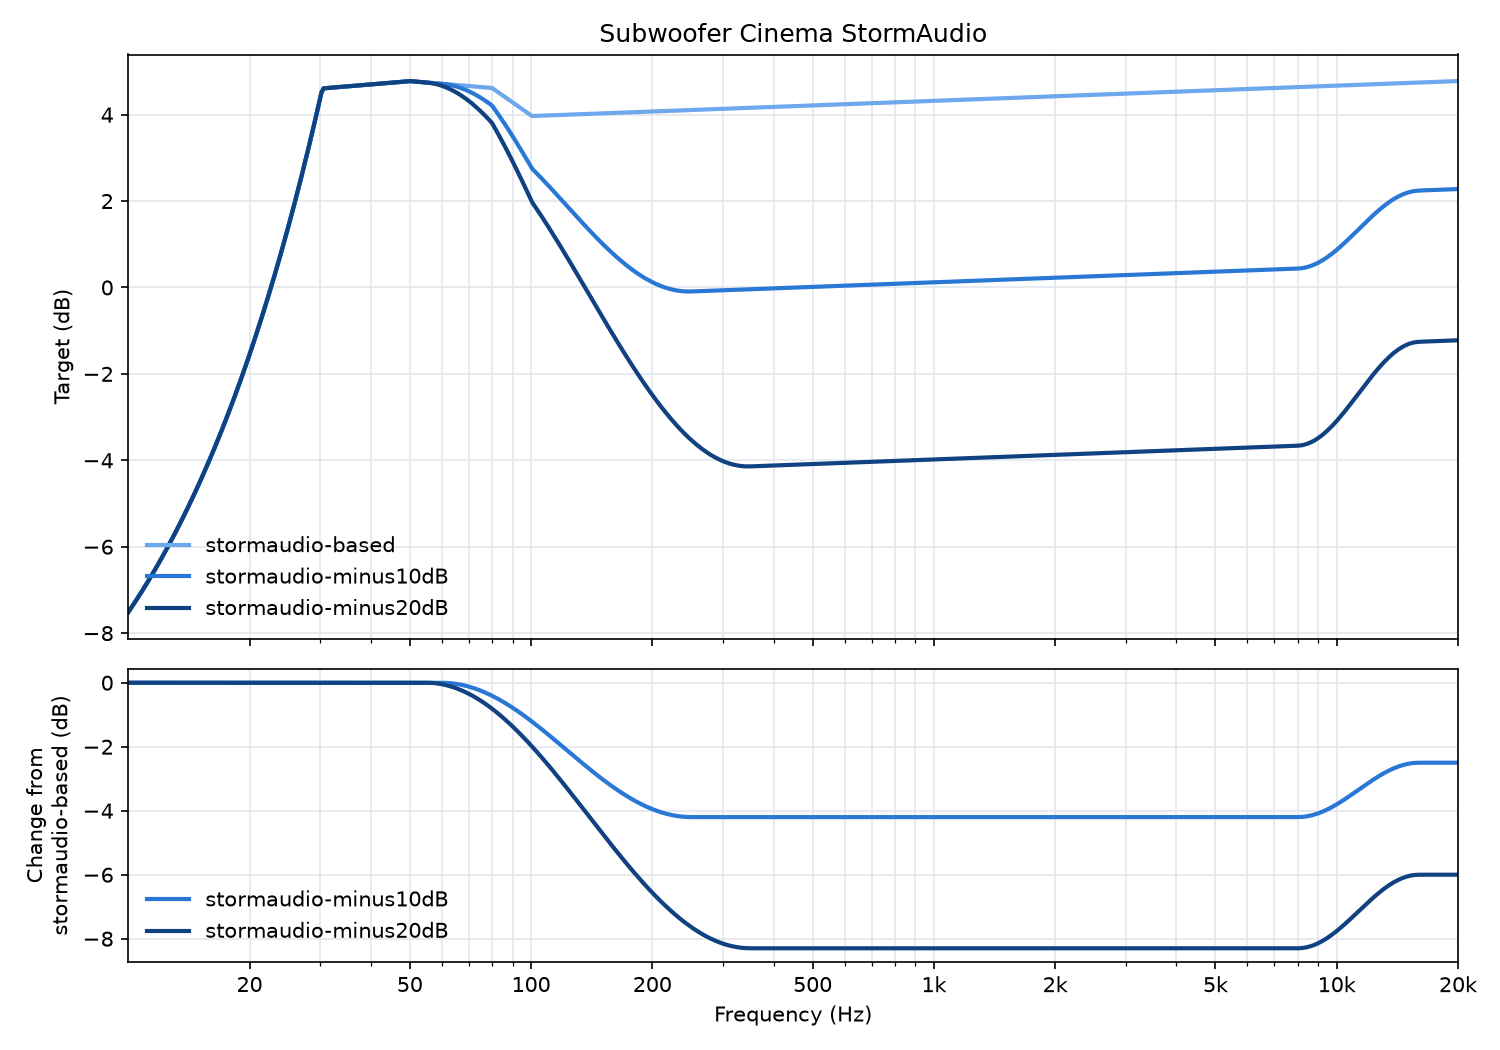 Subwoofer Cinema StormAudio
Target (dB)
4
2
0
−2
−4
−6
−8
stormaudio-based
stormaudio-minus10dB
stormaudio-minus20dB
Change from
stormaudio-based (dB)
0
−2
−4
−6
−8
stormaudio-minus10dB
stormaudio-minus20dB
20 50 100 200 500 1k 2k 5k 10k 20k
Frequency (Hz)